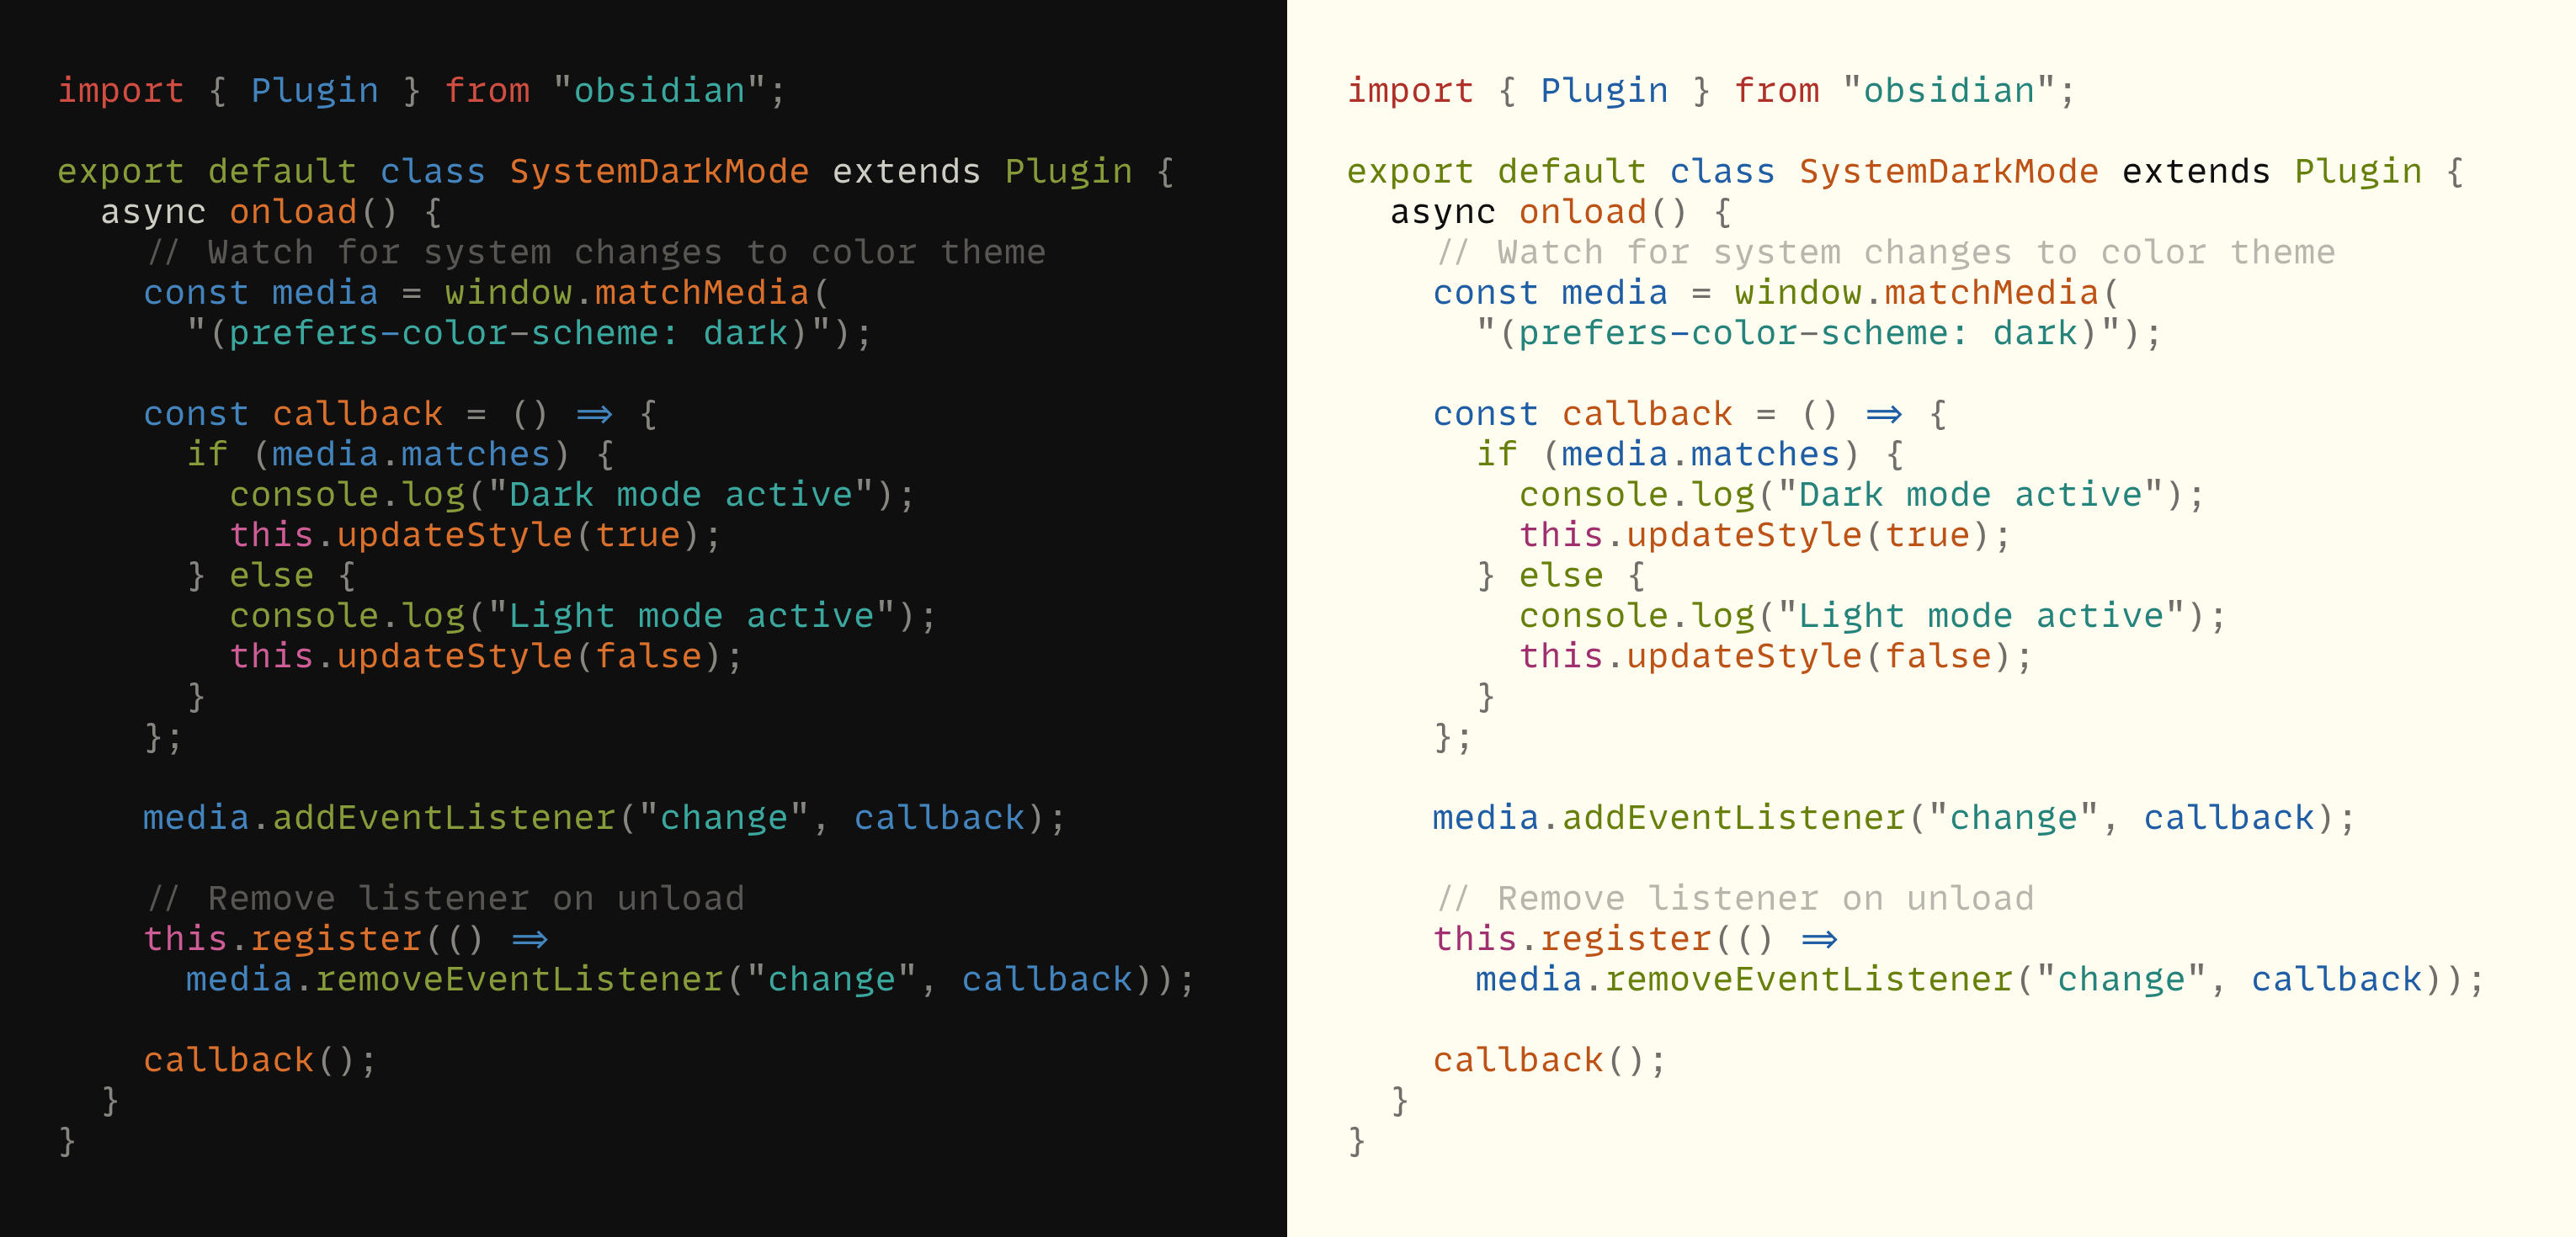 import { Plugin } from "obsidian";
export default class SystemDarkMode extends Plugin {
  async onload() {
    // Watch for system changes to color theme
    const media = window.matchMedia(
      "(prefers-color-scheme: dark)");
    const callback = () => {
      if (media.matches) {
        console.log("Dark mode active");
        this.updateStyle(true);
      } else {
        console.log("Light mode active");
        this.updateStyle(false);
      }
    };
    media.addEventListener("change", callback);
    // Remove listener on unload
    this.register(() =>
      media.removeEventListener("change", callback));
    callback();
  }
}
import { Plugin } from "obsidian";
export default class SystemDarkMode extends Plugin {
  async onload() {
    // Watch for system changes to color theme
    const media = window.matchMedia(
      "(prefers-color-scheme: dark)");
    const callback = () => {
      if (media.matches) {
        console.log("Dark mode active");
        this.updateStyle(true);
      } else {
        console.log("Light mode active");
        this.updateStyle(false);
      }
    };
    media.addEventListener("change", callback);
    // Remove listener on unload
    this.register(() =>
      media.removeEventListener("change", callback));
    callback();
  }
}